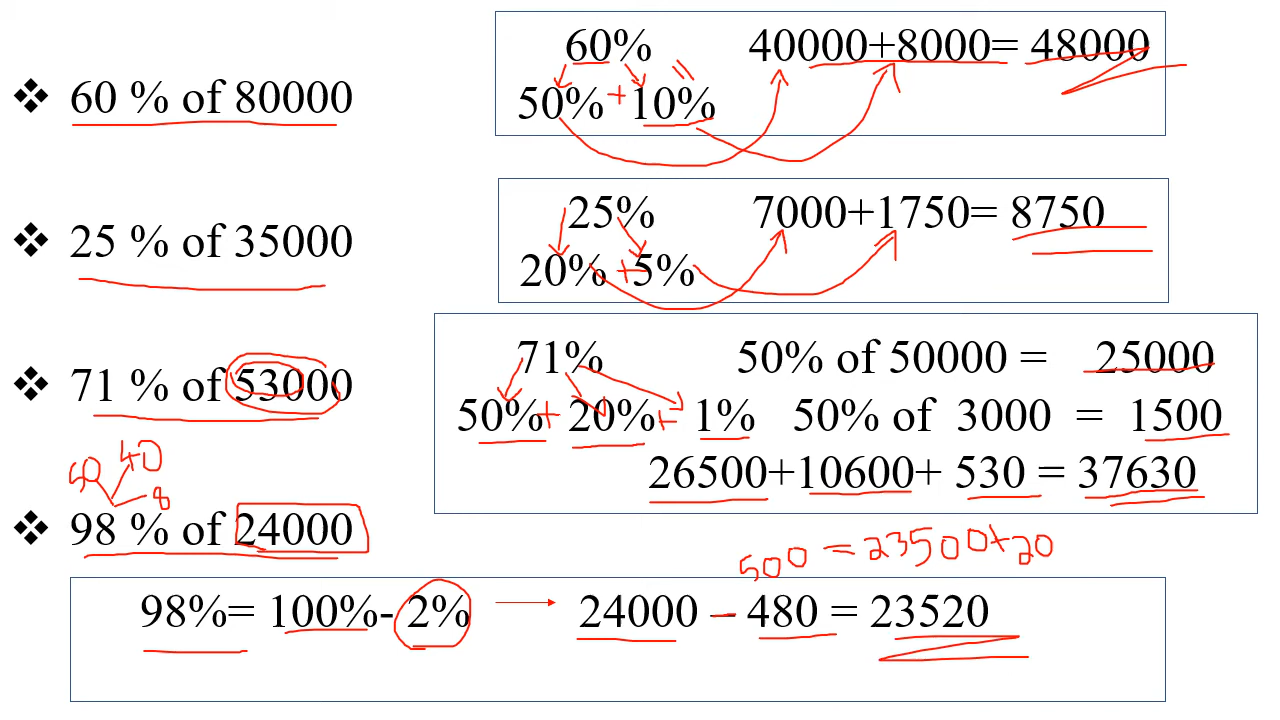 ❖ 60 % of 80000
60% 40000+8000= 48000
50% + 10%
❖ 25 % of 35000
25% 7000+1750= 8750
20% + 5%
❖ 71 % of 53000
71% 50% of 50000 = 25000
50% + 20% + 1% 50% of 3000 = 1500
26500+10600+ 530 = 37630
50 40 8
❖ 98 % of 24000
500 = 23500+20
98%= 100%- 2% → 24000 – 480 = 23520